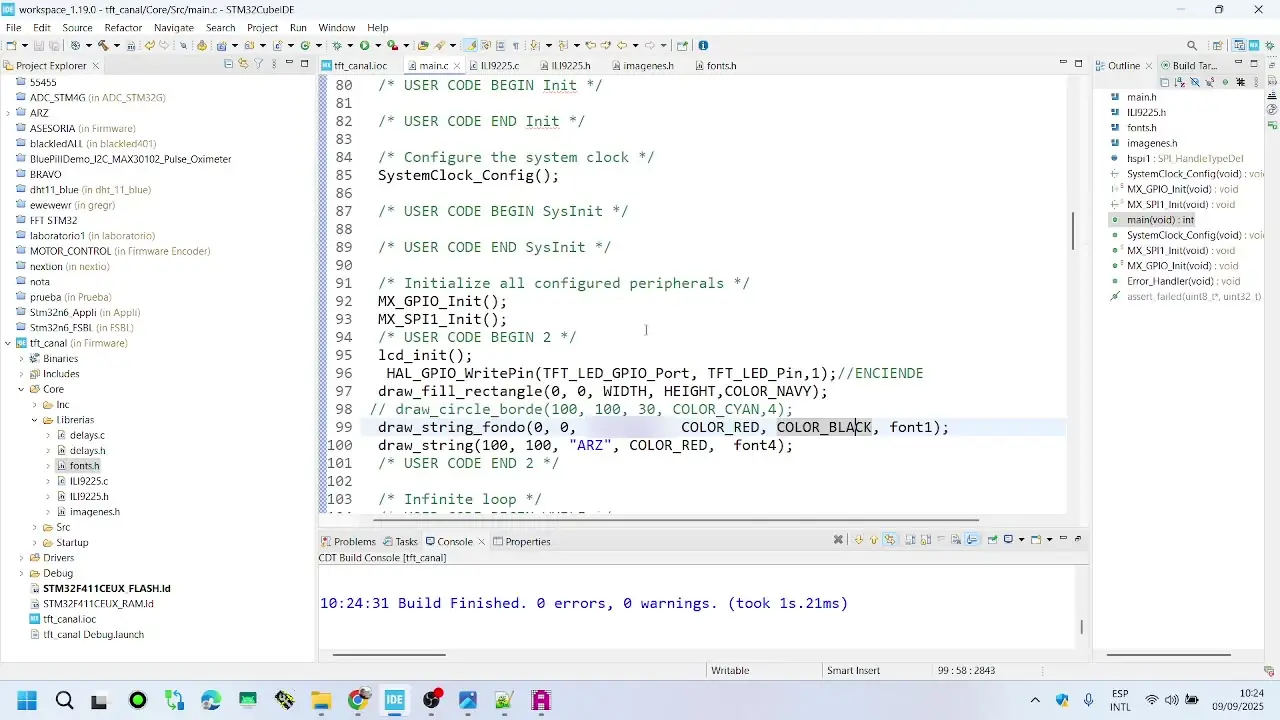 workspace_1.19.0 - tft_canal/Core/Src/main.c - STM32CubeIDE
File Edit Source Refactor Navigate Search Project Run Window Help
Project Explorer
tft_canal.ioc main.c ILI9225.c ILI9225.h imagenes.h fonts.h
Outline Build Tar...
55455
ADC_STM4G (in ADC_STM32G)
ARZ
ASESORIA (in Firmware)
blackledALL (in blackled401)
BluePillDemo_I2C_MAX30102_Pulse_Oximeter
BRAVO
dht11_blue (in dht_11_blue)
ewewewr (in gregr)
FFT STM32
laboratorio1 (in laboratorio)
MOTOR_CONTROL (in Firmware Encoder)
nextion (in nextio)
nota
prueba (in Prueba)
Stm32n6_Appli (in Appli)
Stm32n6_FSBL (in FSBL)
tft_canal (in Firmware)
Binaries
Includes
Core
Inc
Librerias
delays.c
delays.h
fonts.h
ILI9225.c
ILI9225.h
imagenes.h
Src
Startup
Drivers
Debug
STM32F411CEUX_FLASH.ld
STM32F411CEUX_RAM.ld
tft_canal.ioc
tft_canal Debug.launch
80 /* USER CODE BEGIN Init */
81
82 /* USER CODE END Init */
83
84 /* Configure the system clock */
85 SystemClock_Config();
86
87 /* USER CODE BEGIN SysInit */
88
89 /* USER CODE END SysInit */
90
91 /* Initialize all configured peripherals */
92 MX_GPIO_Init();
93 MX_SPI1_Init();
94 /* USER CODE BEGIN 2 */
95 lcd_init();
96 HAL_GPIO_WritePin(TFT_LED_GPIO_Port, TFT_LED_Pin,1);//ENCIENDE
97 draw_fill_rectangle(0, 0, WIDTH, HEIGHT,COLOR_NAVY);
98 // draw_circle_borde(100, 100, 30, COLOR_CYAN,4);
99 draw_string_fondo(0, 0, COLOR_RED, COLOR_BLACK, font1);
100 draw_string(100, 100, "ARZ", COLOR_RED, font4);
101 /* USER CODE END 2 */
102
103 /* Infinite loop */
main.h
ILI9225.h
fonts.h
imagenes.h
hspi1 : SPI_HandleTypeDef
SystemClock_Config(void) : voi
MX_GPIO_Init(void) : void
MX_SPI1_Init(void) : void
main(void) : int
SystemClock_Config(void) : voi
MX_SPI1_Init(void) : void
MX_GPIO_Init(void) : void
Error_Handler(void) : void
assert_failed(uint8_t*, uint32_t) :
Problems Tasks Console Properties
CDT Build Console [tft_canal]
10:24:31 Build Finished. 0 errors, 0 warnings. (took 1s.21ms)
Writable Smart Insert 99 : 58 : 2843
IDE
ESP
INTL
10:24
09/09/2025